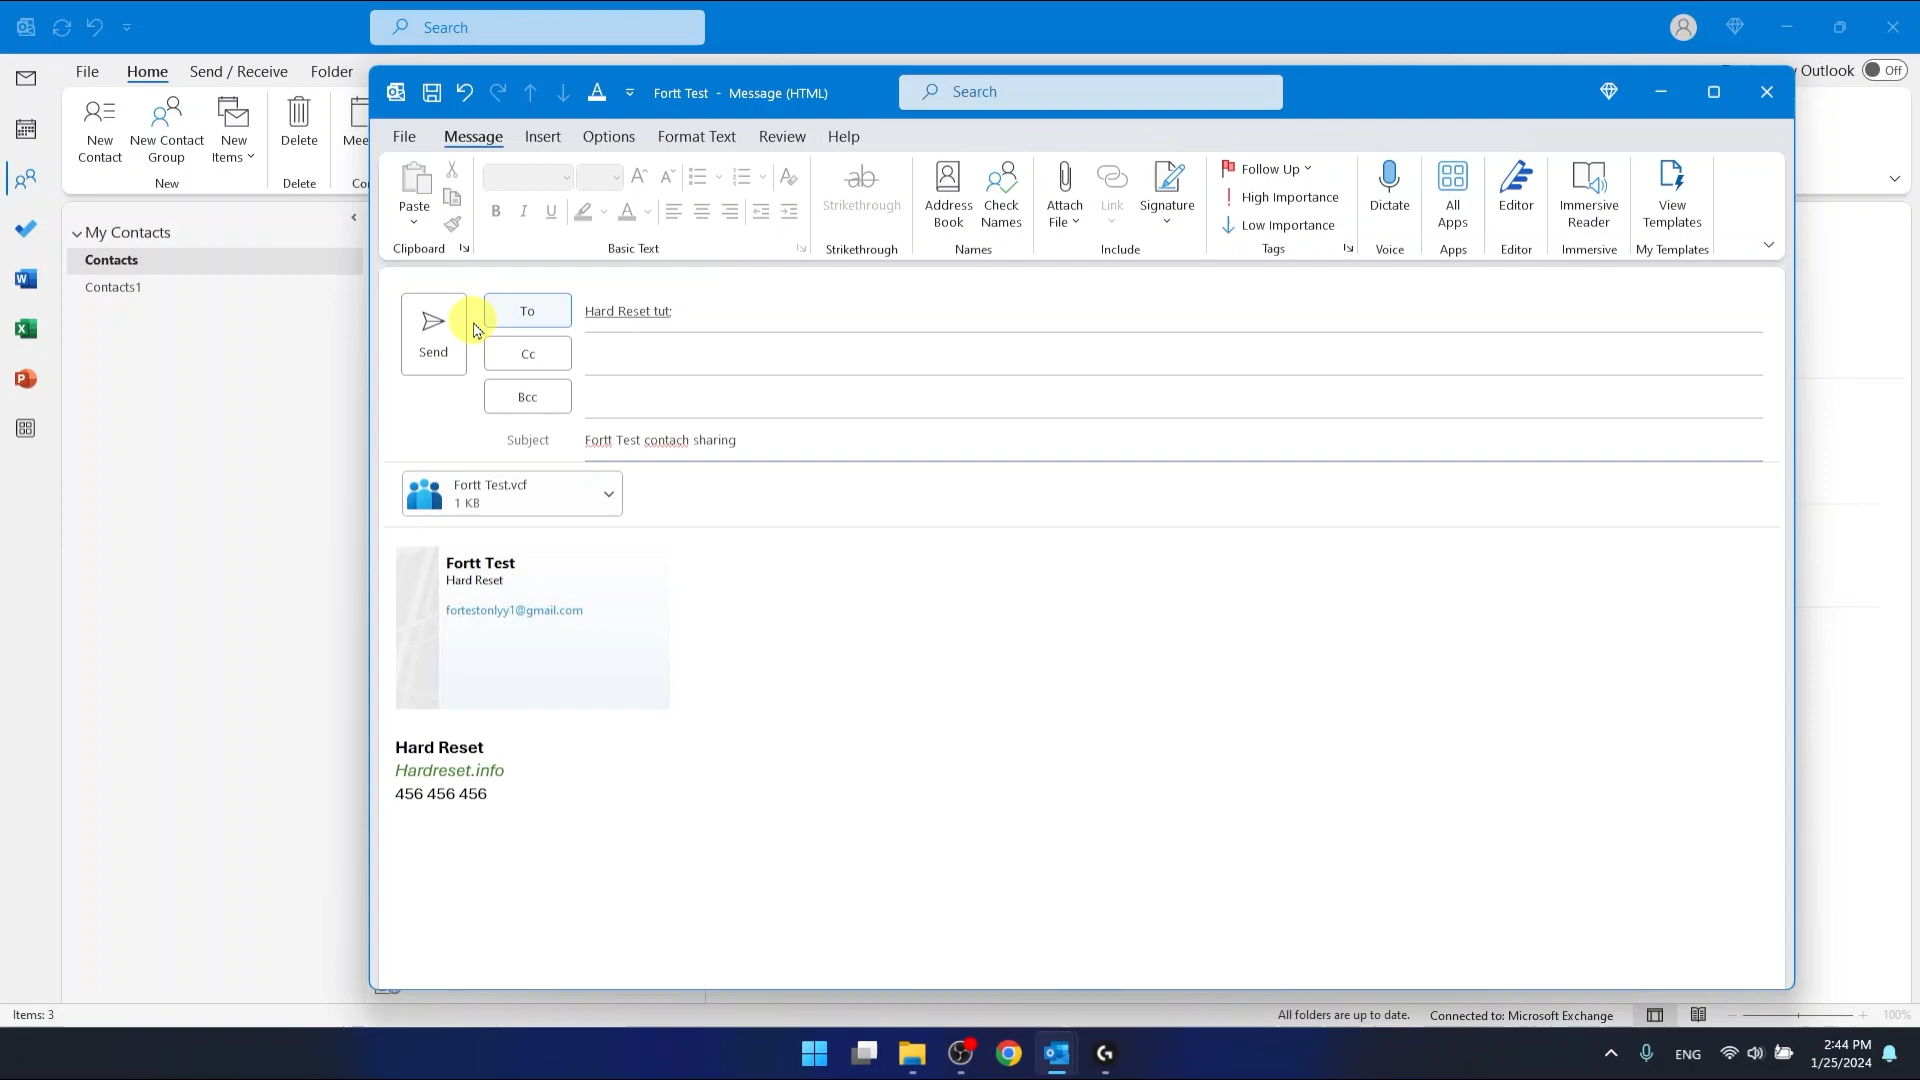 Search
File Home Send / Receive Folder
Outlook Off
New Contact
New Contact Group
New Items
Delete
New
Delete
My Contacts
Contacts
Contacts1
Fortt Test - Message (HTML)
Search
File Message Insert Options Format Text Review Help
Paste
Clipboard
B I U
Basic Text
ab
Strikethrough
Strikethrough
Address Book
Check Names
Names
Attach File
Link
Signature
Include
Follow Up
High Importance
Low Importance
Tags
Dictate
Voice
All Apps
Apps
Editor
Editor
Immersive Reader
Immersive
View Templates
My Templates
Send
To
Hard Reset tut;
Cc
Bcc
Subject
Fortt Test contach sharing
Fortt Test.vcf
1 KB
Fortt Test
Hard Reset
fortestonlyy1@gmail.com
Hard Reset
Hardreset.info
456 456 456
Items: 3
All folders are up to date. Connected to: Microsoft Exchange
100%
ENG
2:44 PM
1/25/2024